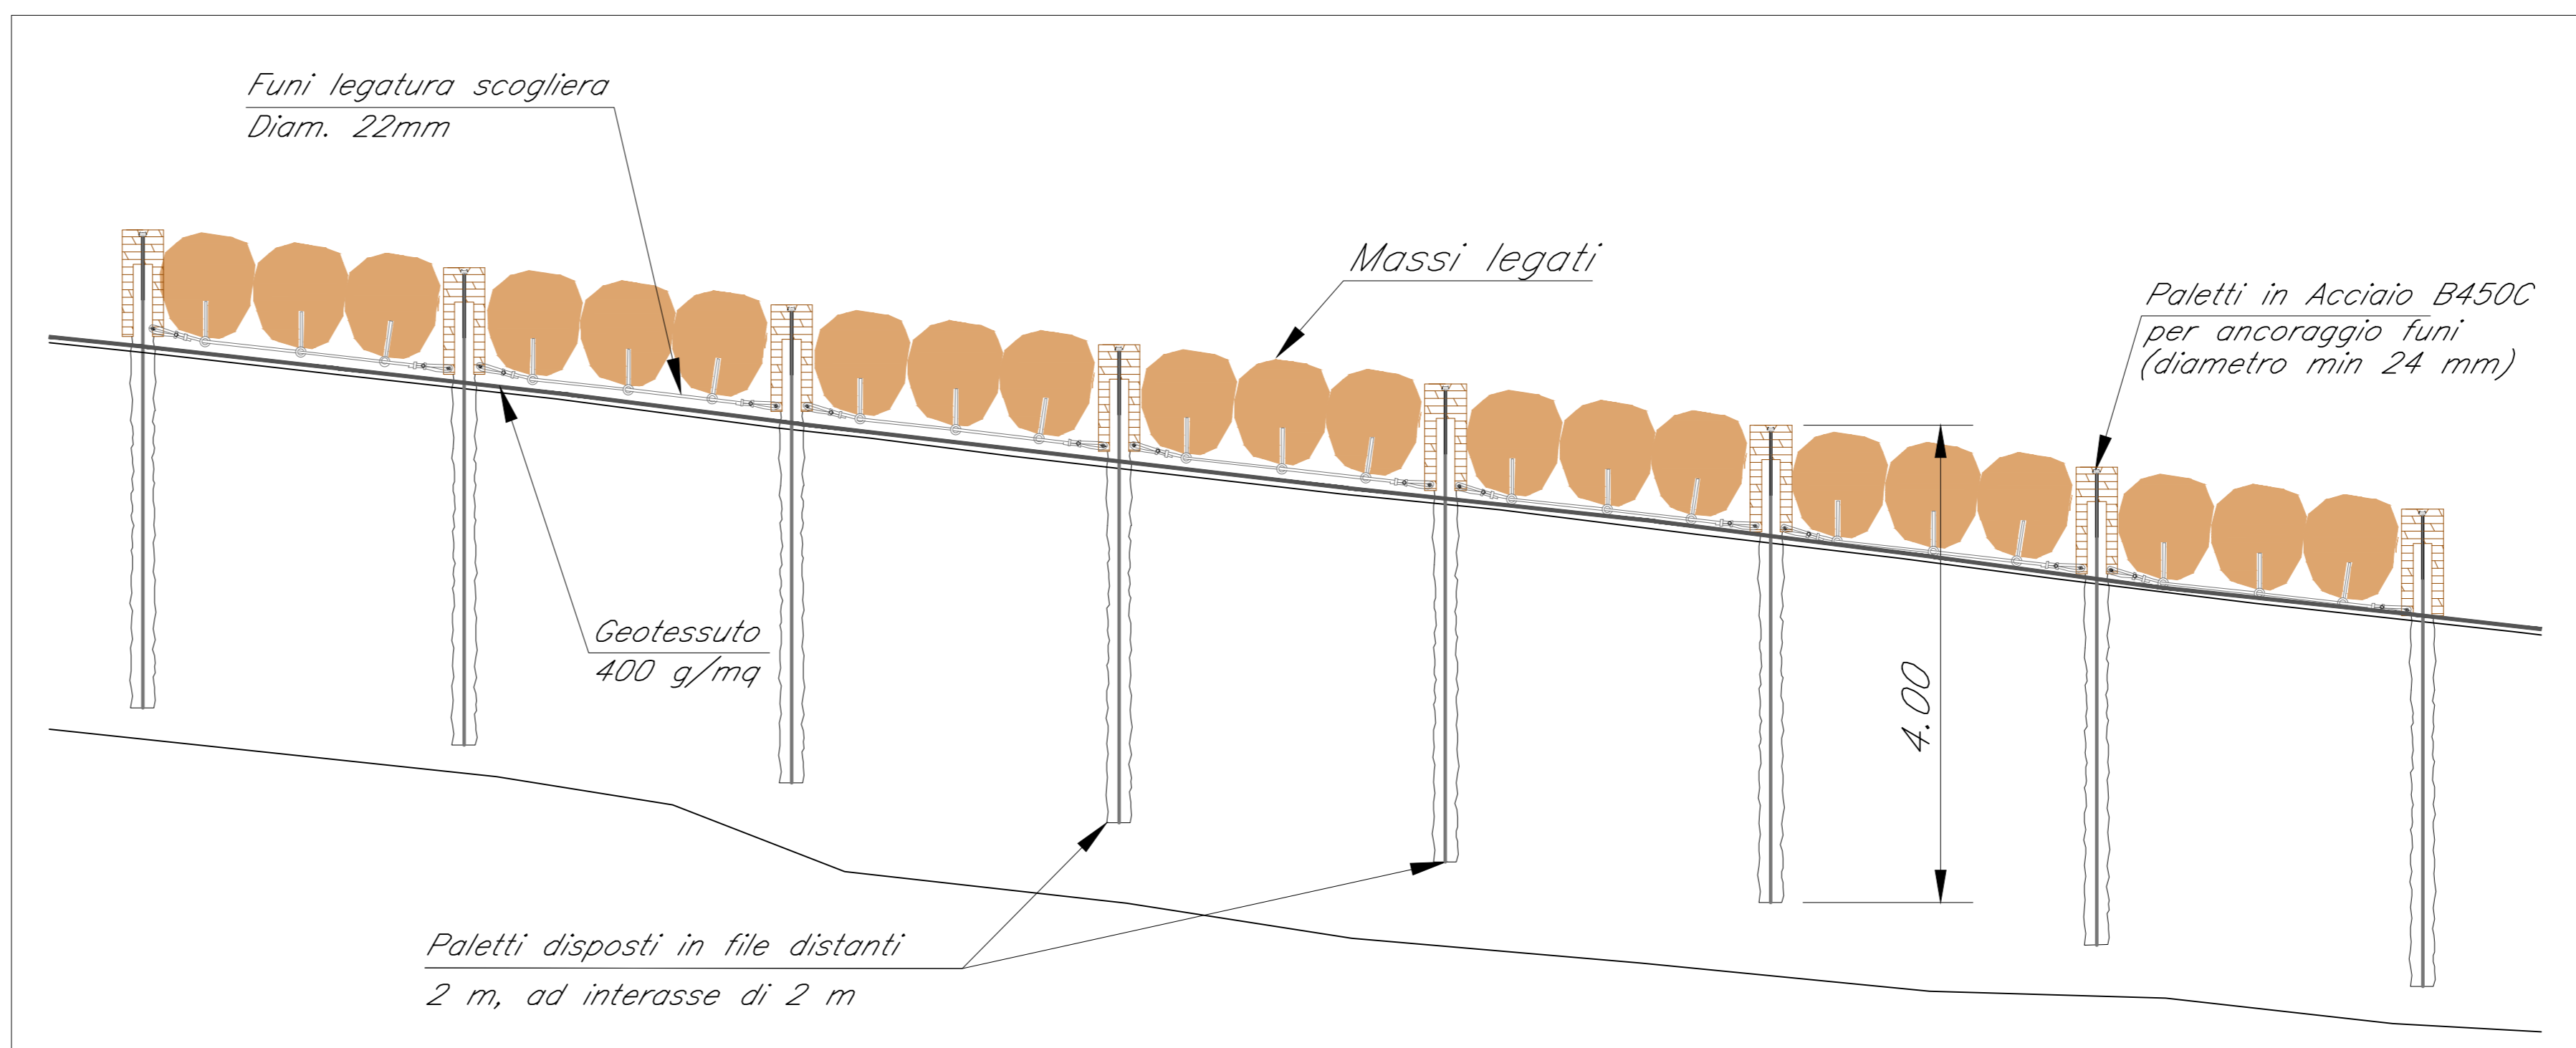 Funi legatura scogliera
Diam. 22mm
Massi legati
Paletti in Acciaio B450C
per ancoraggio funi
(diametro min 24 mm)
Geotessuto
400 g/mq
4.00
Paletti disposti in file distanti
2 m, ad interasse di 2 m